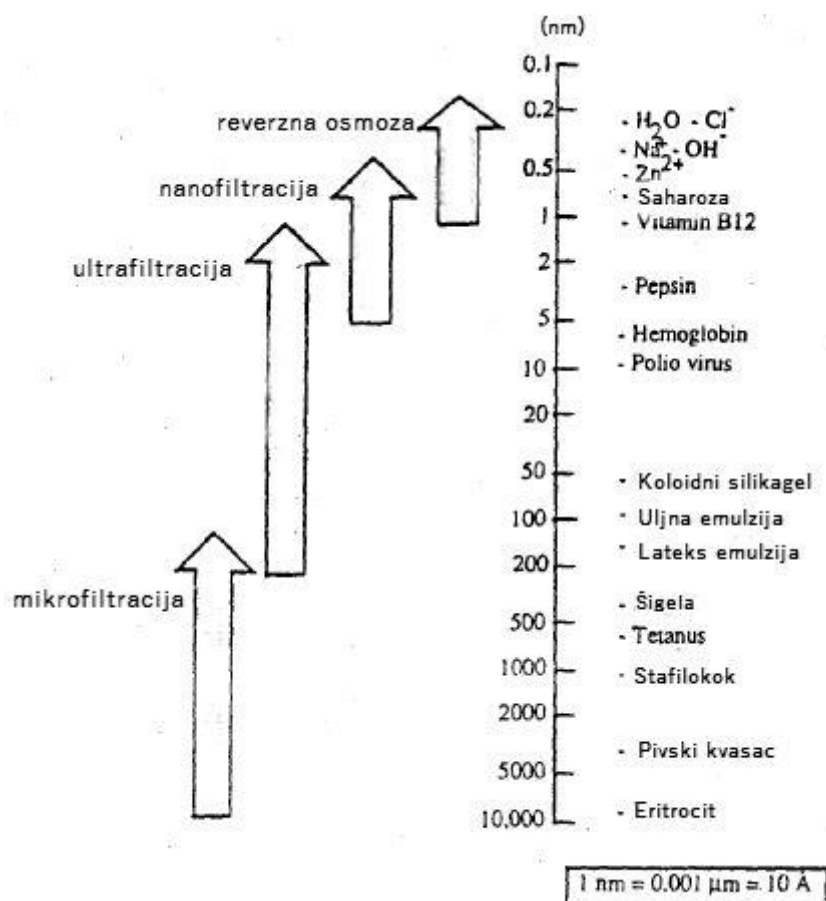 (nm)
0.1
reverzna osmoza
0.2
- H₂O - Cl⁻
- Na⁺ - OH⁻
nanofiltracija
0.5
- Zn²⁺
- Saharoza
1
- Vitamin B12
ultrafiltracija
2
- Pepsin
5
- Hemoglobin
10
- Polio virus
20
50
- Koloidni silikagel
100
- Uljna emulzija
- Lateks emulzija
200
mikrofiltracija
- Šigela
500
- Tetanus
1000
- Stafilokok
2000
- Pivski kvasac
5000
10,000
- Eritrocit
1 nm = 0.001 µm = 10 Å